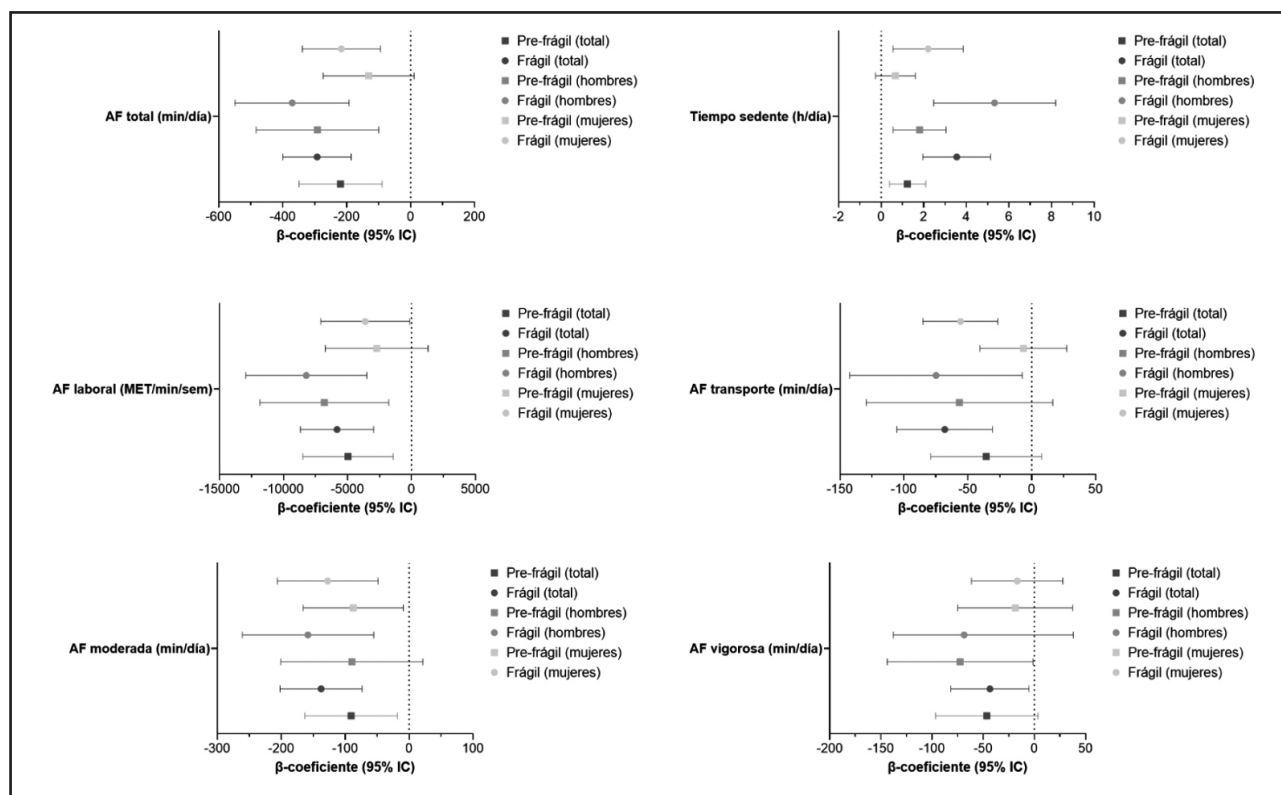 Pre-frágil (total)
Frágil (total)
Pre-frágil (hombres)
Frágil (hombres)
Pre-frágil (mujeres)
Frágil (mujeres)
AF total (min/día)
-600 -400 -200 0 200
β-coeficiente (95% IC)
Pre-frágil (total)
Frágil (total)
Pre-frágil (hombres)
Frágil (hombres)
Pre-frágil (mujeres)
Frágil (mujeres)
Tiempo sedente (h/día)
-2 0 2 4 6 8 10
β-coeficiente (95% IC)
Pre-frágil (total)
Frágil (total)
Pre-frágil (hombres)
Frágil (hombres)
Pre-frágil (mujeres)
Frágil (mujeres)
AF laboral (MET/min/sem)
-15000 -10000 -5000 0 5000
β-coeficiente (95% IC)
Pre-frágil (total)
Frágil (total)
Pre-frágil (hombres)
Frágil (hombres)
Pre-frágil (mujeres)
Frágil (mujeres)
AF transporte (min/día)
-150 -100 -50 0 50
β-coeficiente (95% IC)
Pre-frágil (total)
Frágil (total)
Pre-frágil (hombres)
Frágil (hombres)
Pre-frágil (mujeres)
Frágil (mujeres)
AF moderada (min/día)
-300 -200 -100 0 100
β-coeficiente (95% IC)
Pre-frágil (total)
Frágil (total)
Pre-frágil (hombres)
Frágil (hombres)
Pre-frágil (mujeres)
Frágil (mujeres)
AF vigorosa (min/día)
-200 -150 -100 -50 0 50
β-coeficiente (95% IC)